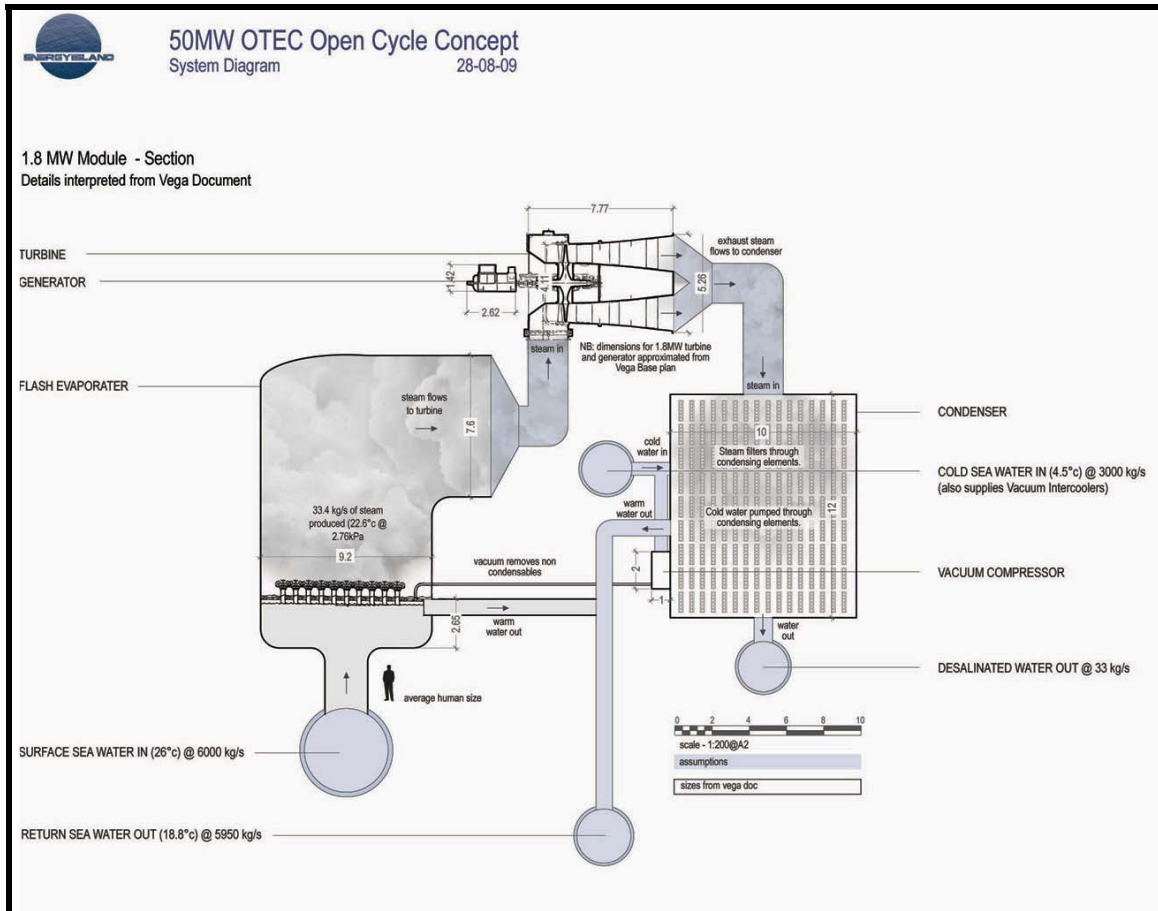 ENERGY ISLAND
50MW OTEC Open Cycle Concept
System Diagram 28-08-09
1.8 MW Module - Section
Details interpreted from Vega Document
7.77
TURBINE
exhaust steam
flows to condenser
GENERATOR
1.42
4.11
5.26
2.62
steam in
NB: dimensions for 1.8MW turbine
and generator approximated from
Vega Base plan
FLASH EVAPORATER
steam flows
to turbine
7.6
steam in
CONDENSER
10
cold
water in
Steam filters through
condensing elements.
COLD SEA WATER IN (4.5°c) @ 3000 kg/s
(also supplies Vacuum Intercoolers)
33.4 kg/s of steam
produced (22.6°c @
2.76kPa
warm
water out
Cold water pumped through
condensing elements.
12
9.2
vacuum removes non
condensables
2
VACUUM COMPRESSOR
1
2.65
warm
water out
water
out
average human size
DESALINATED WATER OUT @ 33 kg/s
0 2 4 6 8 10
scale - 1:200@A2
SURFACE SEA WATER IN (26°c) @ 6000 kg/s
assumptions
sizes from vega doc
RETURN SEA WATER OUT (18.8°c) @ 5950 kg/s